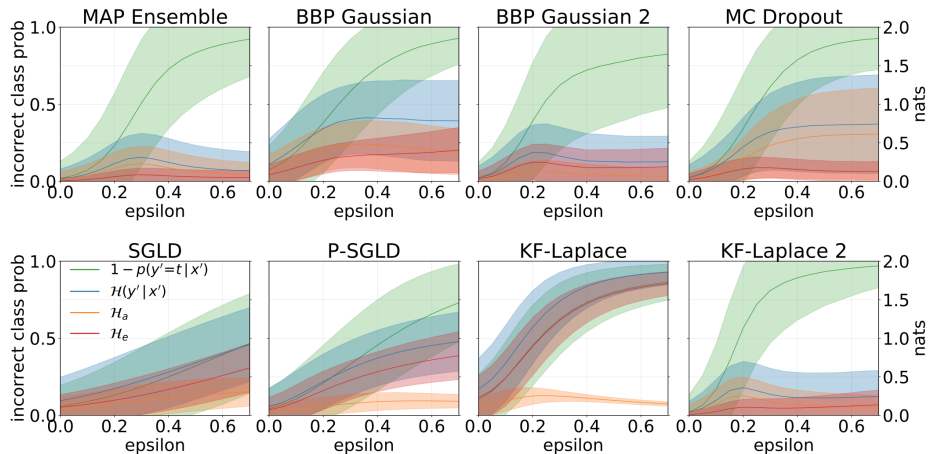 MAP Ensemble
BBP Gaussian
BBP Gaussian 2
MC Dropout
incorrect class prob
1.0
0.5
0.0
2.0
1.5
1.0
0.5
0.0
nats
0.0 0.2 0.4 0.6
0.0 0.2 0.4 0.6
0.0 0.2 0.4 0.6
0.0 0.2 0.4 0.6
epsilon
epsilon
epsilon
epsilon
SGLD
P-SGLD
KF-Laplace
KF-Laplace 2
incorrect class prob
1.0
0.5
0.0
1 − p(y′=t | x′)
ℋ(y′ | x′)
ℋₐ
ℋₑ
2.0
1.5
1.0
0.5
0.0
nats
0.0 0.2 0.4 0.6
0.0 0.2 0.4 0.6
0.0 0.2 0.4 0.6
0.0 0.2 0.4 0.6
epsilon
epsilon
epsilon
epsilon